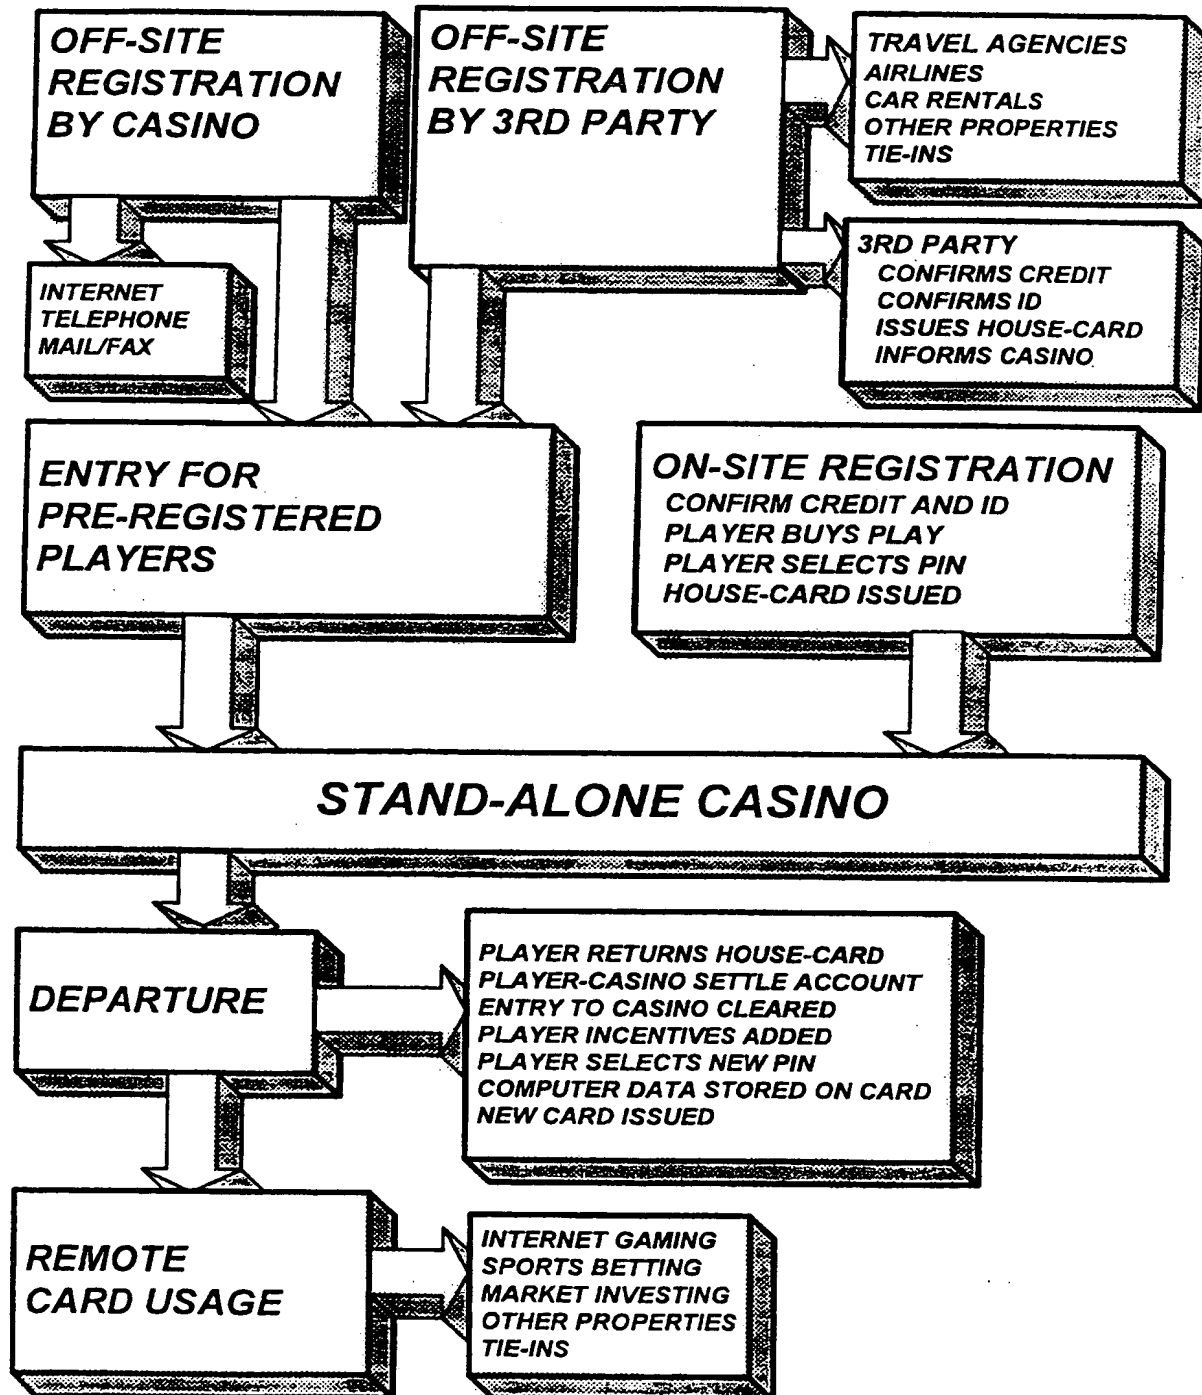 OFF-SITE
REGISTRATION
BY CASINO
OFF-SITE
REGISTRATION
BY 3RD PARTY
TRAVEL AGENCIES
AIRLINES
CAR RENTALS
OTHER PROPERTIES
TIE-INS
INTERNET
TELEPHONE
MAIL/FAX
3RD PARTY
CONFIRMS CREDIT
CONFIRMS ID
ISSUES HOUSE-CARD
INFORMS CASINO
ENTRY FOR
PRE-REGISTERED
PLAYERS
ON-SITE REGISTRATION
CONFIRM CREDIT AND ID
PLAYER BUYS PLAY
PLAYER SELECTS PIN
HOUSE-CARD ISSUED
STAND-ALONE CASINO
DEPARTURE
PLAYER RETURNS HOUSE-CARD
PLAYER-CASINO SETTLE ACCOUNT
ENTRY TO CASINO CLEARED
PLAYER INCENTIVES ADDED
PLAYER SELECTS NEW PIN
COMPUTER DATA STORED ON CARD
NEW CARD ISSUED
REMOTE
CARD USAGE
INTERNET GAMING
SPORTS BETTING
MARKET INVESTING
OTHER PROPERTIES
TIE-INS